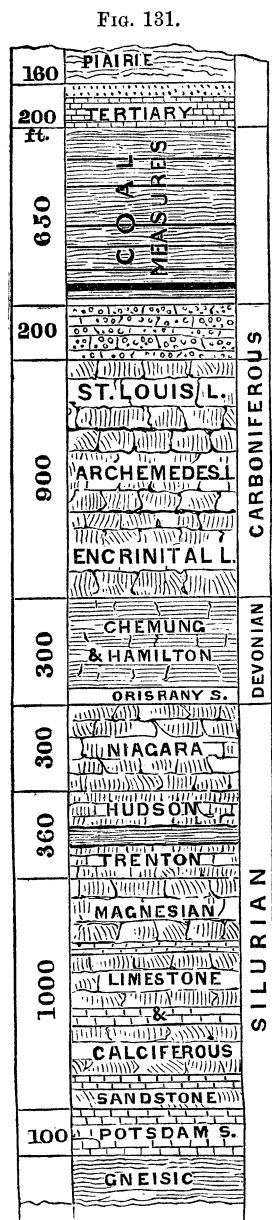 FIG. 131.
PIAIRIE
160
TERTIARY
200
ft.
COAL
MEASURES
650
200
ST. LOUIS L.
ARCHEMEDES L
900
ENCRINITAL L.
CARBONIFEROUS
CHEMUNG
& HAMILTON
300
ORISRANY S.
DEVONIAN
300
NIAGARA
HUDSON
360
TRENTON
MAGNESIAN
LIMESTONE
1000
&
CALCIFEROUS
SANDSTONE
100
POTSDAM S.
SILURIAN
GNEISIC